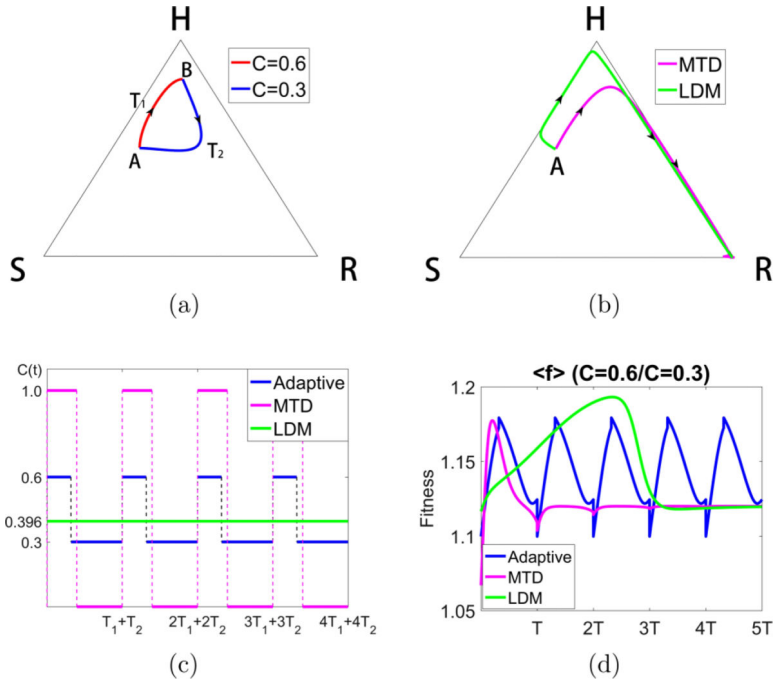 H
C=0.6
C=0.3
B
T1
A
T2
S
R
(a)
H
MTD
LDM
A
S
R
(b)
C(t)
1.0
0.6
0.396
0.3
Adaptive
MTD
LDM
T1+T2
2T1+2T2
3T1+3T2
4T1+4T2
(c)
<f> (C=0.6/C=0.3)
1.2
1.15
1.1
1.05
Fitness
Adaptive
MTD
LDM
T
2T
3T
4T
5T
(d)